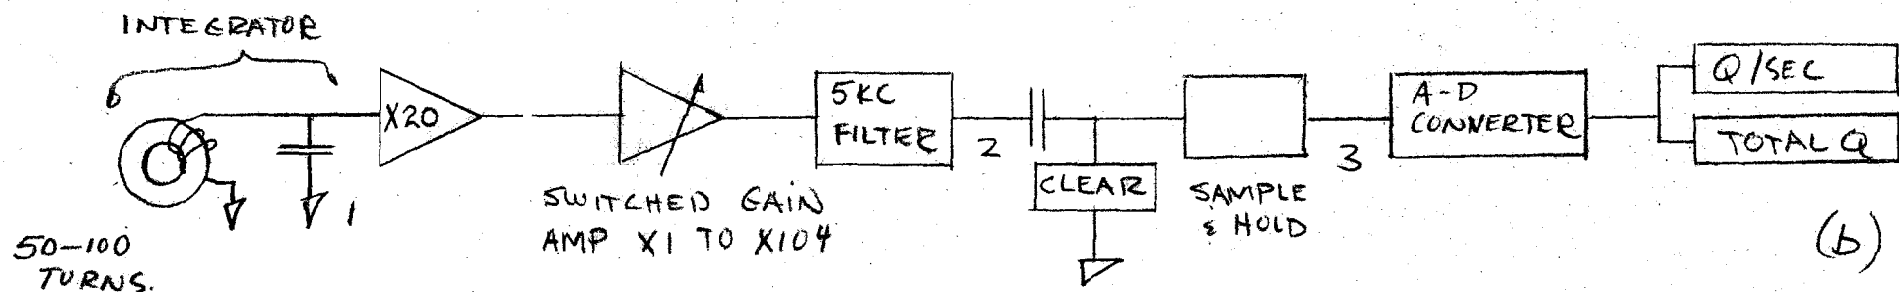 INTEGRATOR
X20
5KC
FILTER
A-D
CONVERTER
Q/SEC
TOTAL Q
CLEAR
1
2
3
SWITCHED GAIN
AMP X1 TO X104
SAMPLE
& HOLD
50-100
TURNS.
(b)